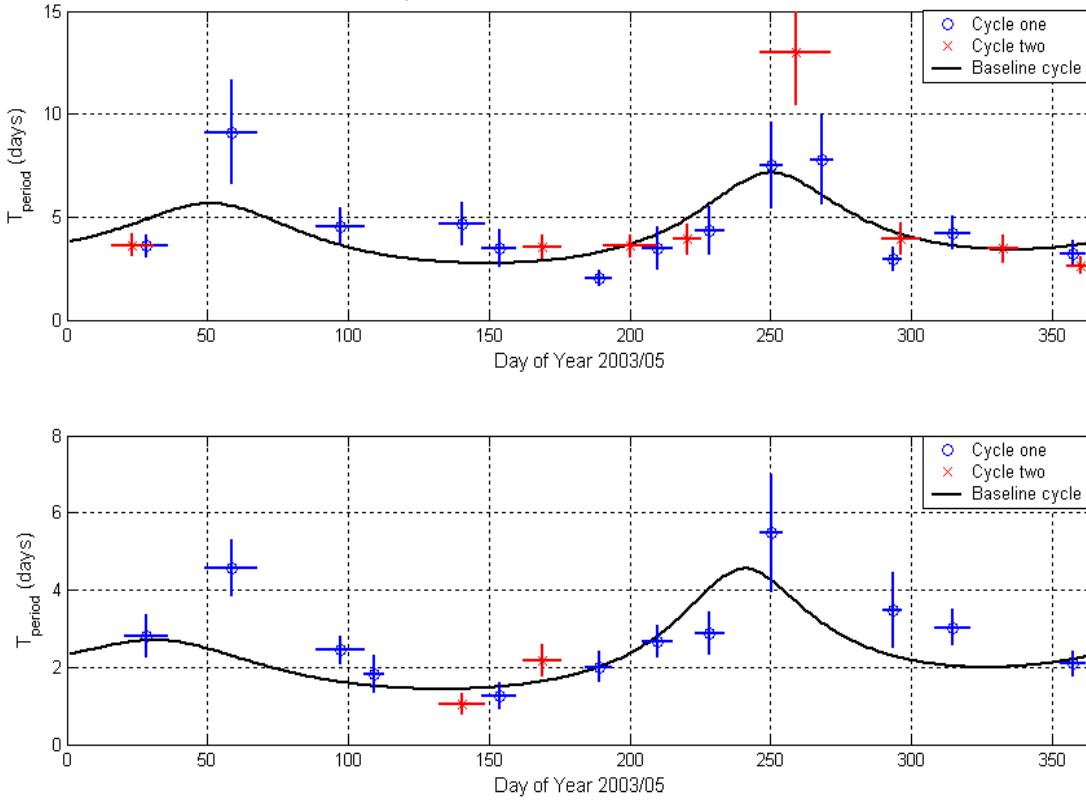 15
10
5
0
T_period (days)
Cycle one
Cycle two
Baseline cycle
0 50 100 150 200 250 300 350
Day of Year 2003/05
8
6
4
2
0
T_period (days)
Cycle one
Cycle two
Baseline cycle
0 50 100 150 200 250 300 350
Day of Year 2003/05